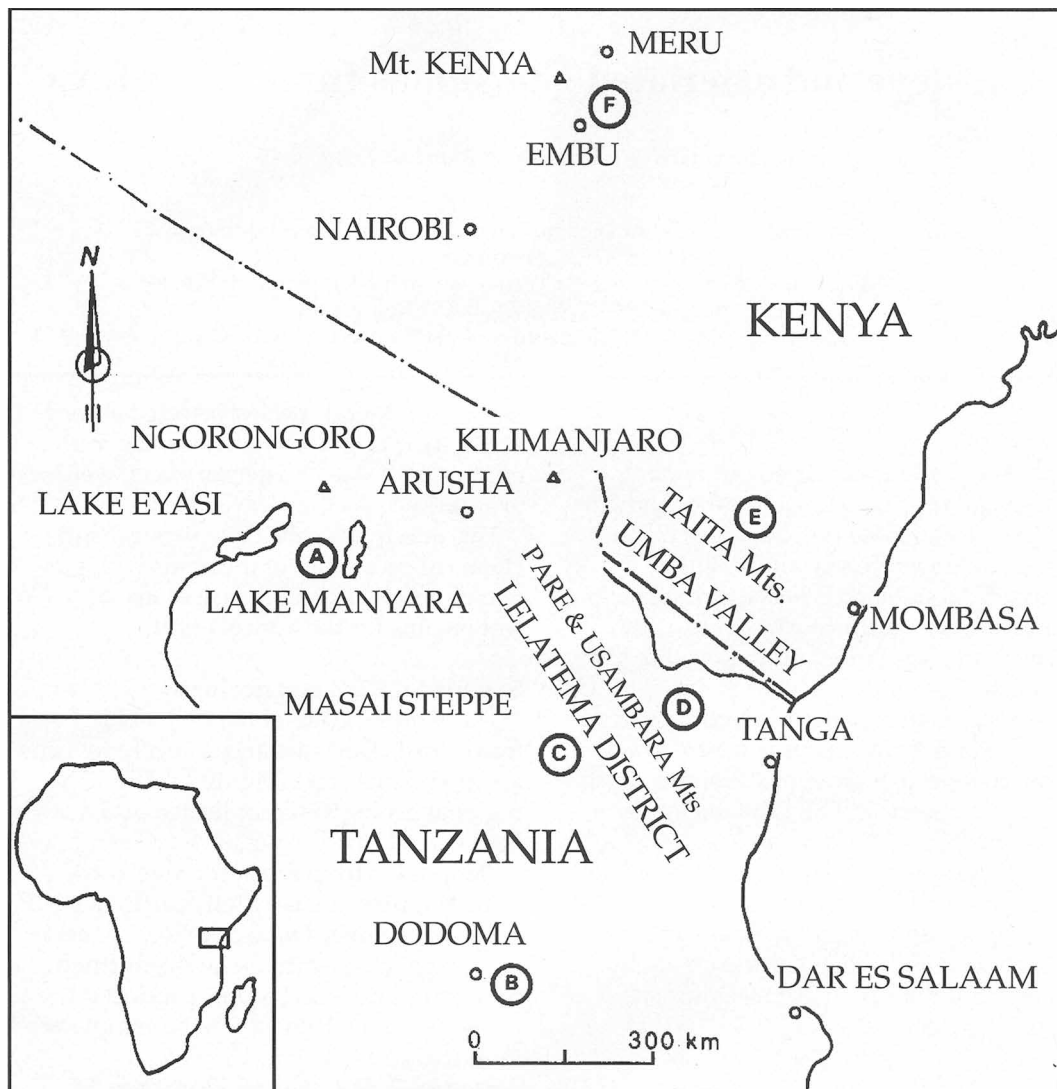 MERU
Mt. KENYA
F
EMBU
NAIROBI
N
KENYA
NGORONGORO
KILIMANJARO
LAKE EYASI
ARUSHA
E
TAITA Mts.
A
UMBA VALLEY
LAKE MANYARA
MOMBASA
PARE & USAMBARA Mts
LELATEMA DISTRICT
MASAI STEPPE
D
TANGA
C
TANZANIA
DODOMA
B
DAR ES SALAAM
0 300 km